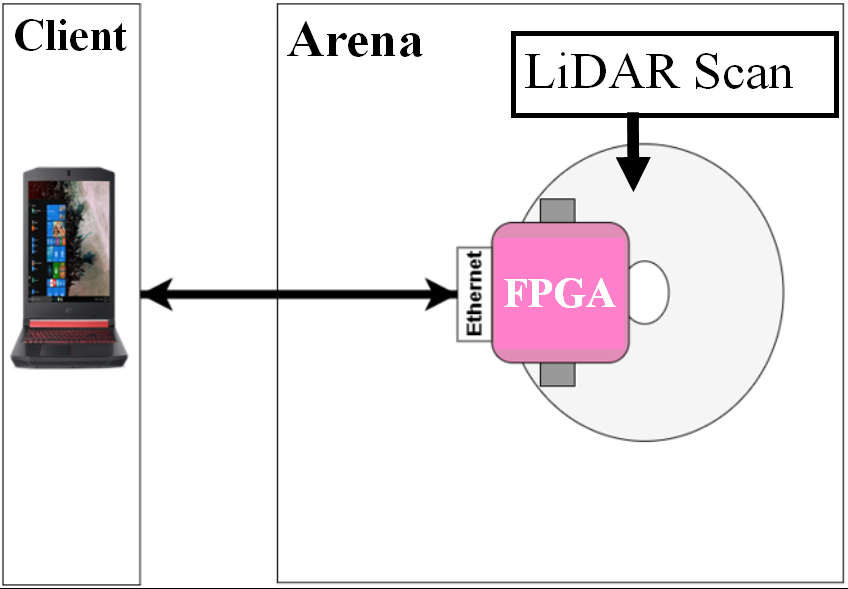 Client
Arena
LiDAR Scan
Ethernet
FPGA